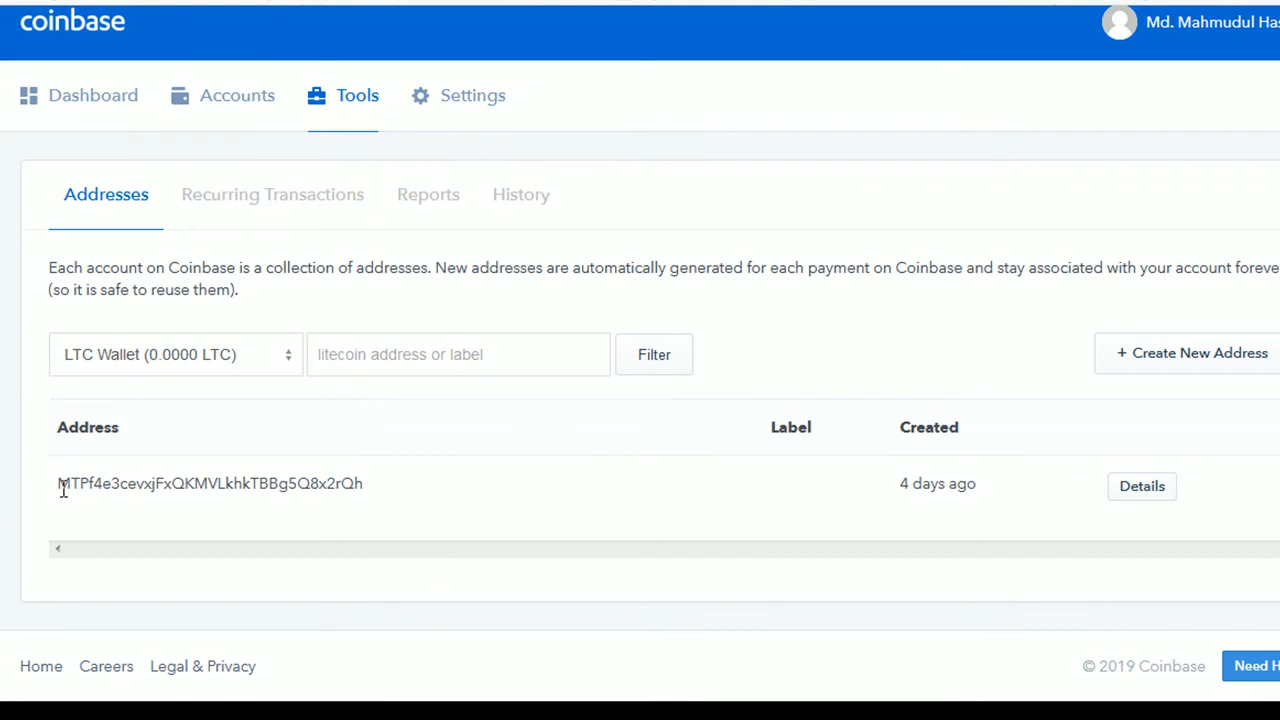 coinbase
Md. Mahmudul Has
Dashboard Accounts Tools Settings
Addresses Recurring Transactions Reports History
Each account on Coinbase is a collection of addresses. New addresses are automatically generated for each payment on Coinbase and stay associated with your account foreve
(so it is safe to reuse them).
LTC Wallet (0.0000 LTC) litecoin address or label Filter + Create New Address
Address Label Created
MTPf4e3cevxjFxQKMVLkhkTBBg5Q8x2rQh 4 days ago Details
Home Careers Legal & Privacy © 2019 Coinbase Need H